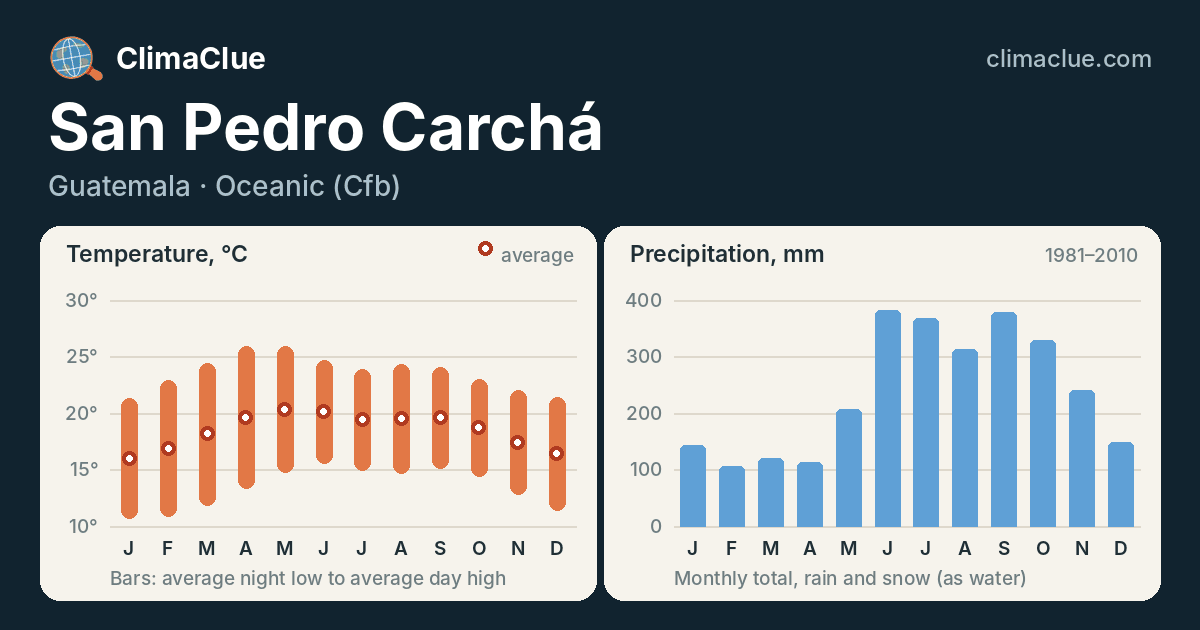 ClimaClue
climaclue.com
San Pedro Carchá
Guatemala · Oceanic (Cfb)
Temperature, °C
average
30°
25°
20°
15°
10°
J F M A M J J A S O N D
Bars: average night low to average day high
Precipitation, mm
1981–2010
400
300
200
100
0
J F M A M J J A S O N D
Monthly total, rain and snow (as water)